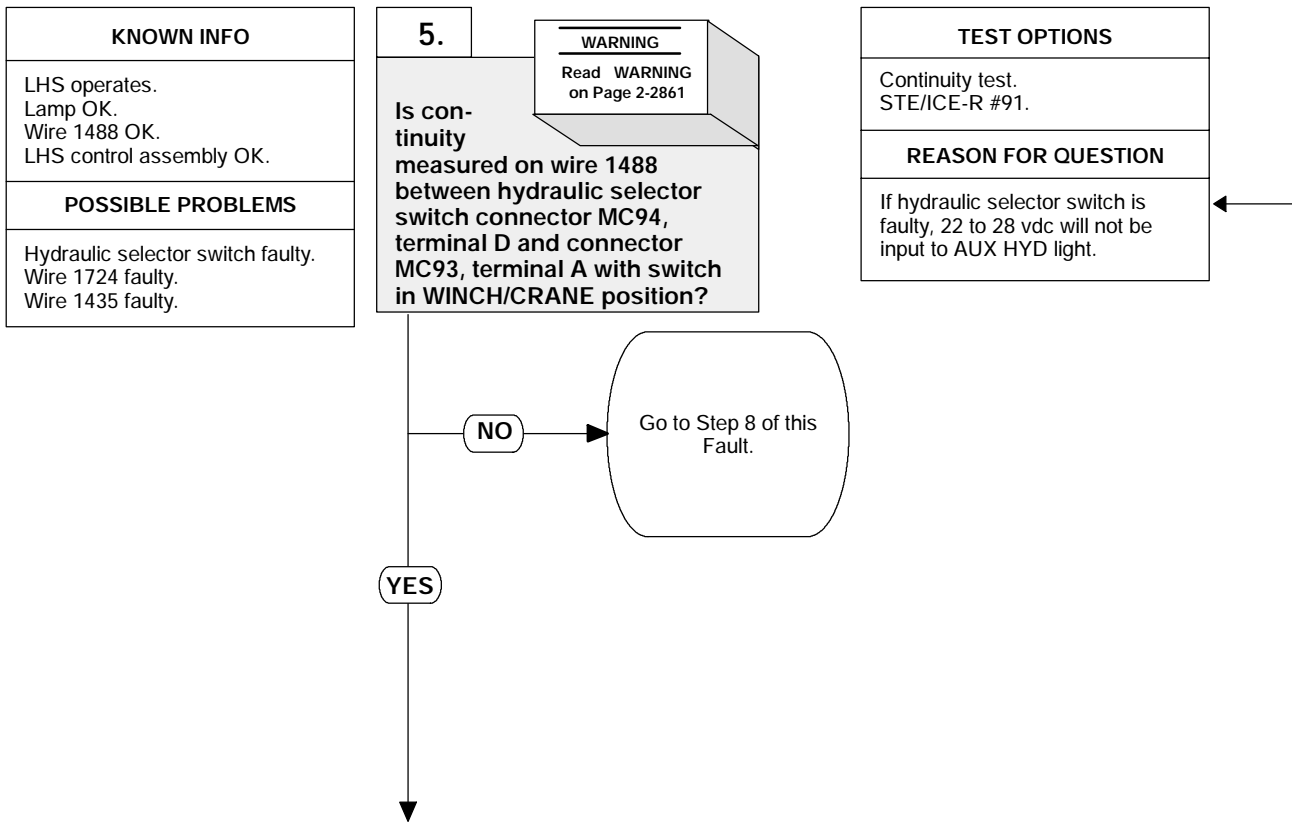 KNOWN INFO
LHS operates.
Lamp OK.
Wire 1488 OK.
LHS control assembly OK.
POSSIBLE PROBLEMS
Hydraulic selector switch faulty.
Wire 1724 faulty.
Wire 1435 faulty.
5.
WARNING
Read WARNING
on Page 2-2861
Is con-
tinuity
measured on wire 1488
between hydraulic selector
switch connector MC94,
terminal D and connector
MC93, terminal A with switch
in WINCH/CRANE position?
TEST OPTIONS
Continuity test.
STE/ICE-R #91.
REASON FOR QUESTION
If hydraulic selector switch is
faulty, 22 to 28 vdc will not be
input to AUX HYD light.
NO
Go to Step 8 of this
Fault.
YES